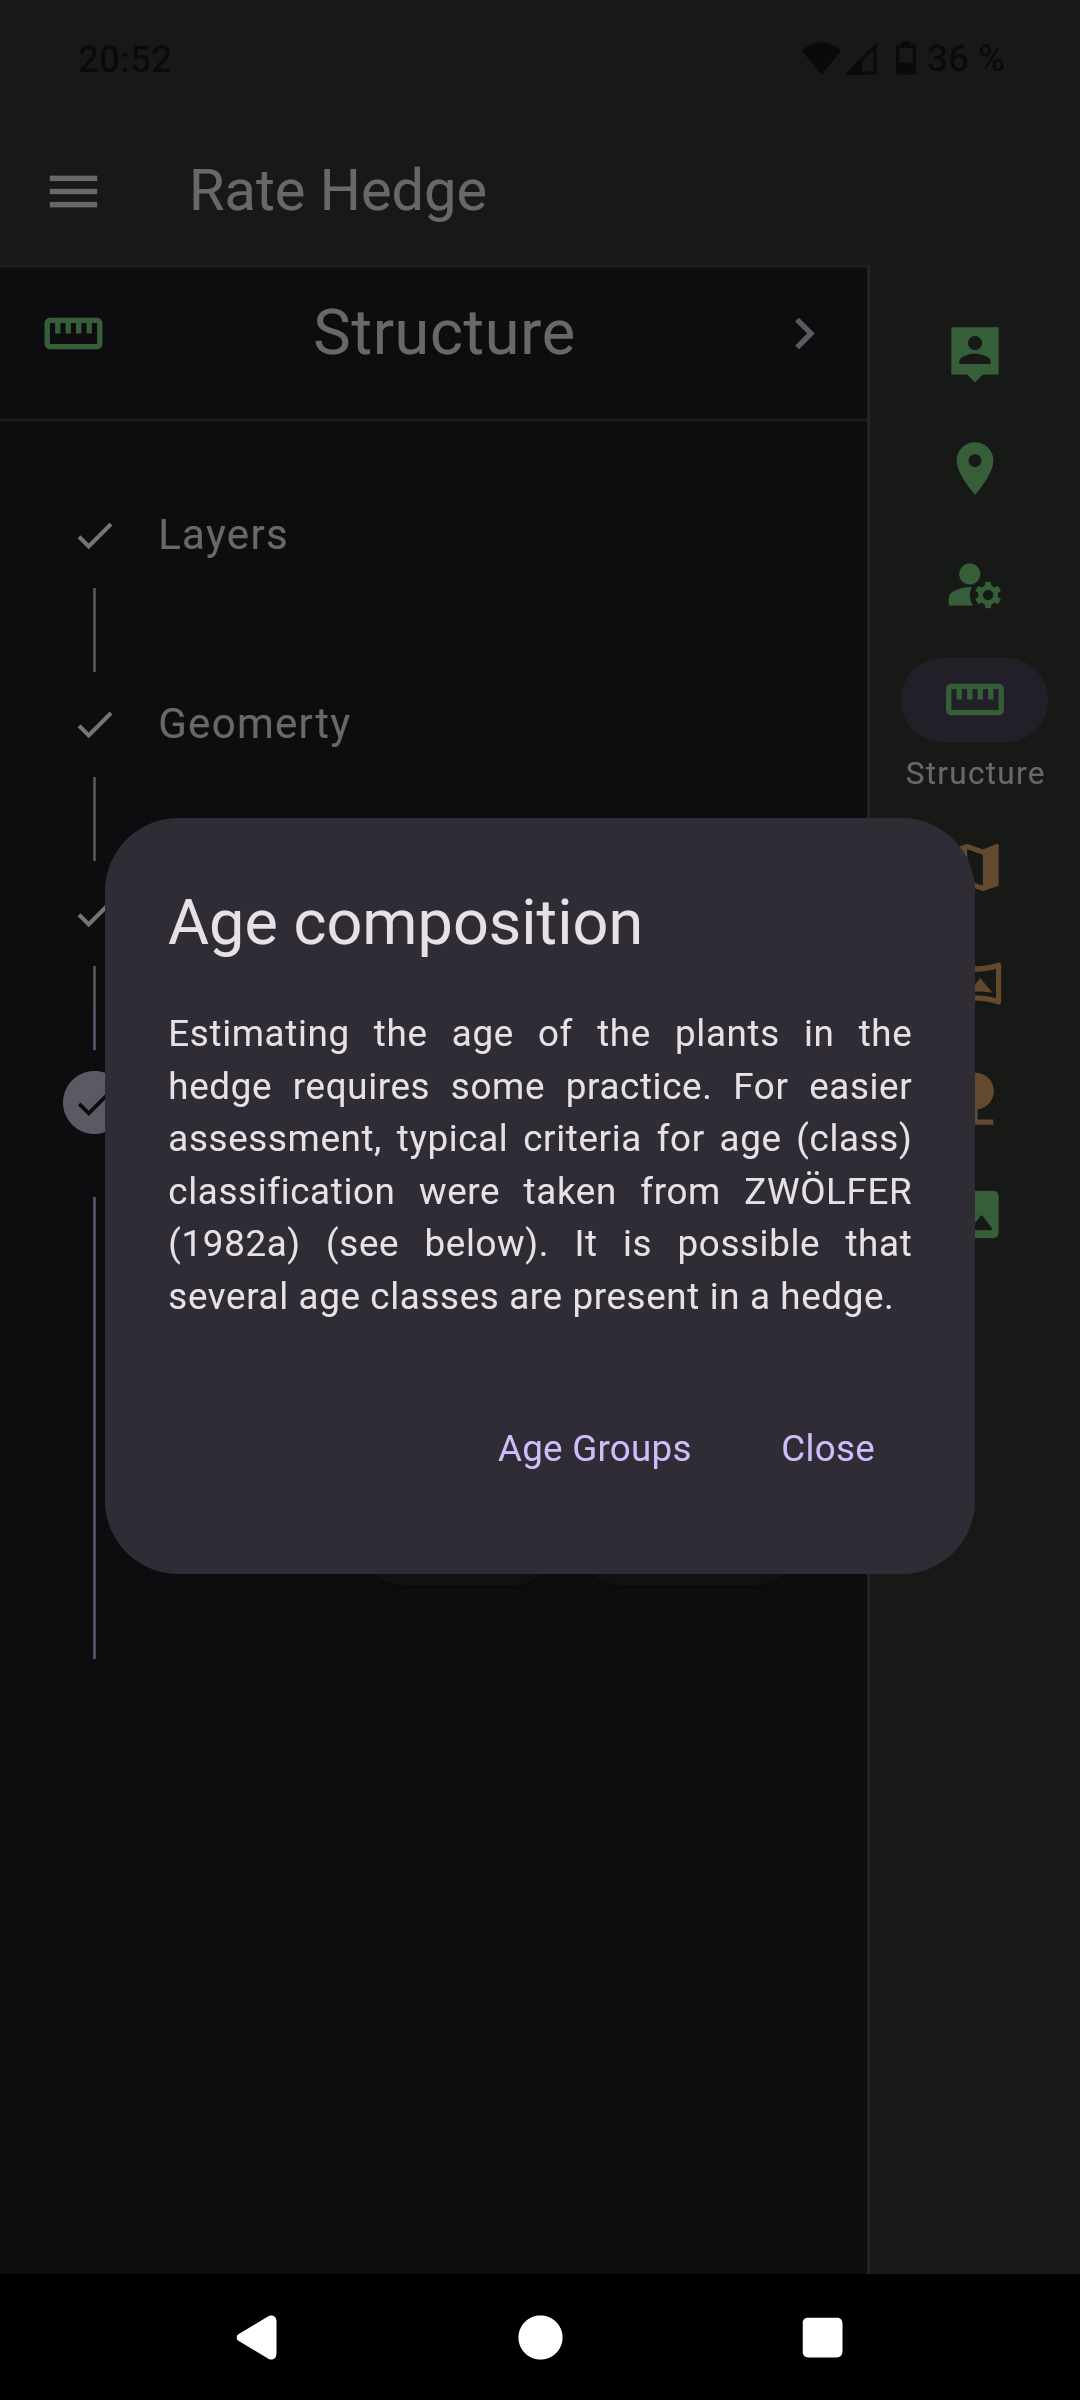 20:52
36 %
Rate Hedge
Structure
Layers
Geomerty
Structure
Age composition
Estimating the age of the plants in the
hedge requires some practice. For easier
assessment, typical criteria for age (class)
classification were taken from ZWÖLFER
(1982a) (see below). It is possible that
several age classes are present in a hedge.
Age Groups
Close